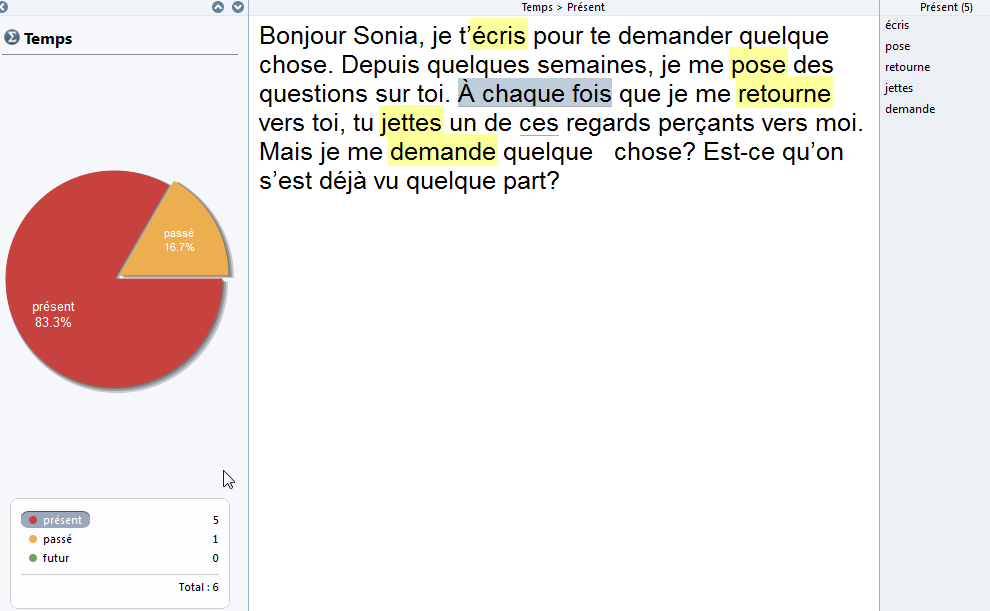 Temps
passé
16.7%
présent
83.3%
présent 5
passé 1
futur 0
Total : 6
Temps > Présent
Bonjour Sonia, je t’écris pour te demander quelque
chose. Depuis quelques semaines, je me pose des
questions sur toi. À chaque fois que je me retourne
vers toi, tu jettes un de ces regards perçants vers moi.
Mais je me demande quelque   chose? Est-ce qu’on
s’est déjà vu quelque part?
Présent (5)
écris
pose
retourne
jettes
demande